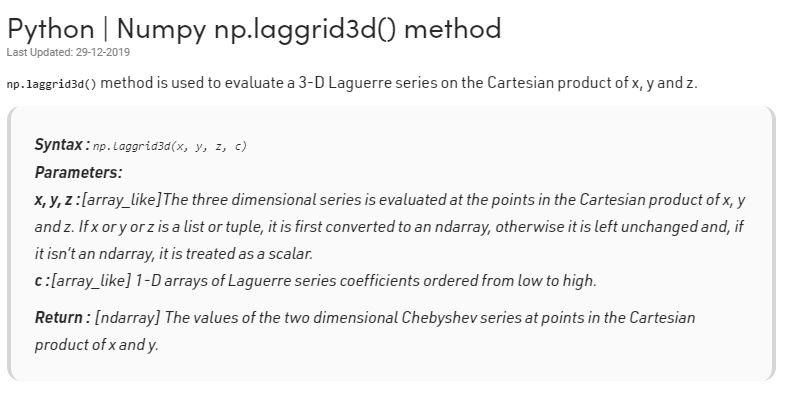 Python | Numpy np.laggrid3d() method
Last Updated: 29-12-2019
np.laggrid3d() method is used to evaluate a 3-D Laguerre series on the Cartesian product of x, y and z.
Syntax : np.laggrid3d(x, y, z, c)
Parameters:
x, y, z :[array_like]The three dimensional series is evaluated at the points in the Cartesian product of x, y
and z. If x or y or z is a list or tuple, it is first converted to an ndarray, otherwise it is left unchanged and, if
it isn’t an ndarray, it is treated as a scalar.
c :[array_like] 1-D arrays of Laguerre series coefficients ordered from low to high.
Return : [ndarray] The values of the two dimensional Chebyshev series at points in the Cartesian
product of x and y.